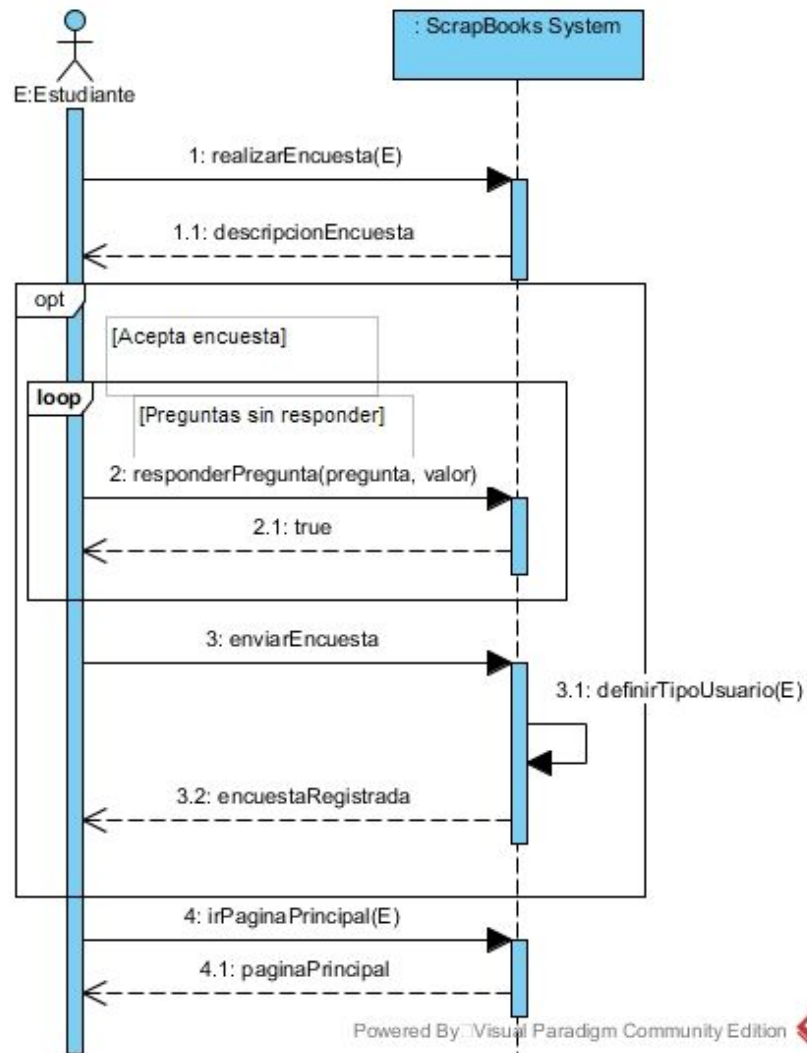 : ScrapBooks System
E:Estudiante
1: realizarEncuesta(E)
1.1: descripcionEncuesta
opt
[Acepta encuesta]
loop
[Preguntas sin responder]
2: responderPregunta(pregunta, valor)
2.1: true
3: enviarEncuesta
3.1: definirTipoUsuario(E)
3.2: encuestaRegistrada
4: irPaginaPrincipal(E)
4.1: paginaPrincipal
Powered By Visual Paradigm Community Edition